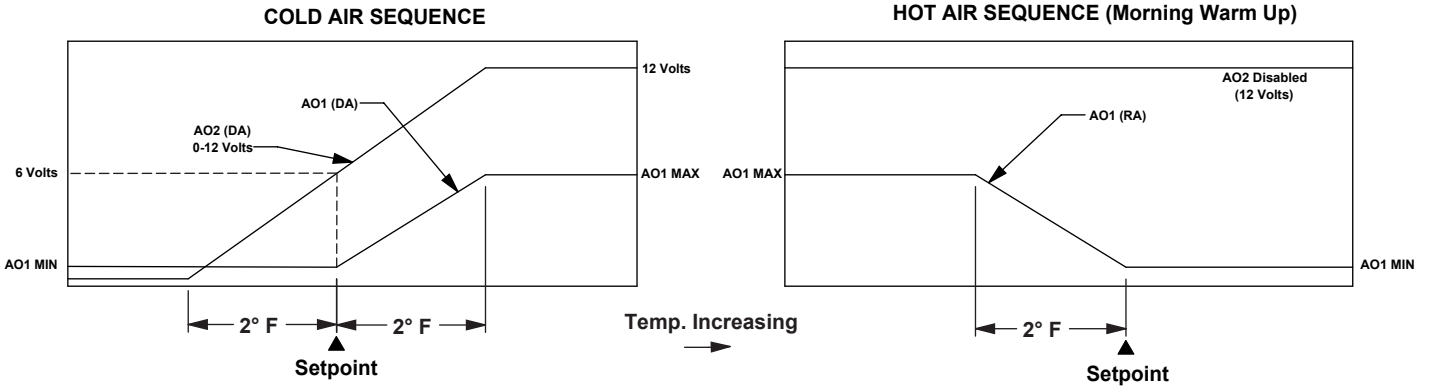 COLD AIR SEQUENCE
12 Volts
AO1 (DA)
AO2 (DA)
0-12 Volts
6 Volts
AO1 MAX
AO1 MIN
2° F
2° F
Setpoint
Temp. Increasing
HOT AIR SEQUENCE (Morning Warm Up)
AO2 Disabled
(12 Volts)
AO1 (RA)
AO1 MAX
AO1 MIN
2° F
Setpoint